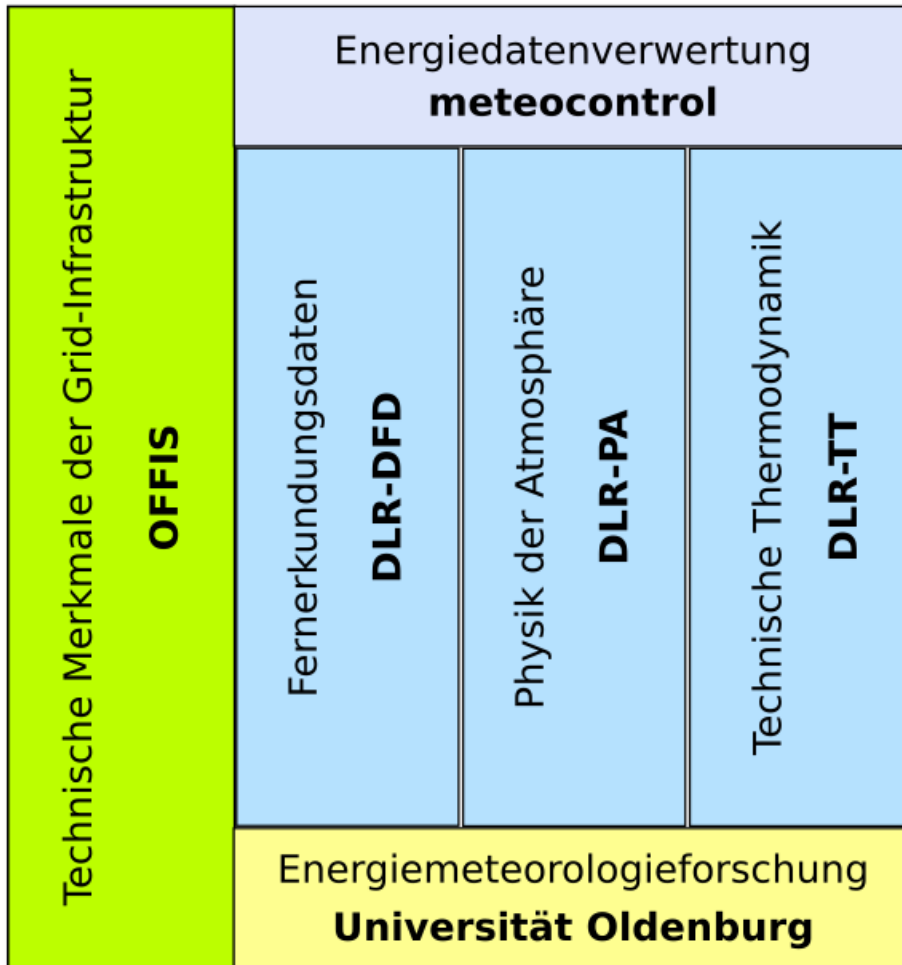 Technische Merkmale der Grid-Infrastruktur
OFFIS
Energiedatenverwertung
meteocontrol
Fernerkundungsdaten
DLR-DFD
Physik der Atmosphäre
DLR-PA
Technische Thermodynamik
DLR-TT
Energiemeteorologieforschung
Universität Oldenburg